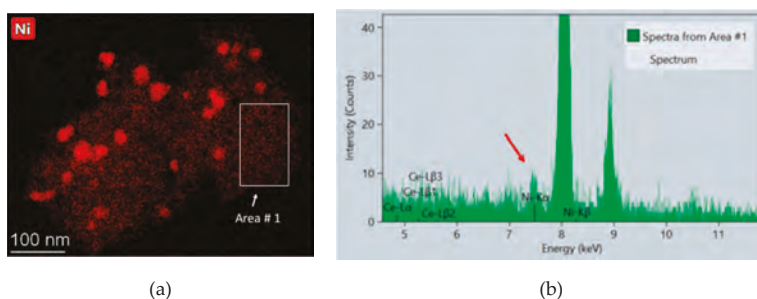 Ni
Area # 1
100 nm
(a)
Intensity (Counts)
40
30
20
10
0
Spectra from Area #1
Spectrum
Ce-Lβ3
Ce-Lβ1
Ce-Lα
Ce-Lβ2
Ni-Kα
Ni-Kβ
5 6 7 8 9 10 11
Energy (keV)
(b)